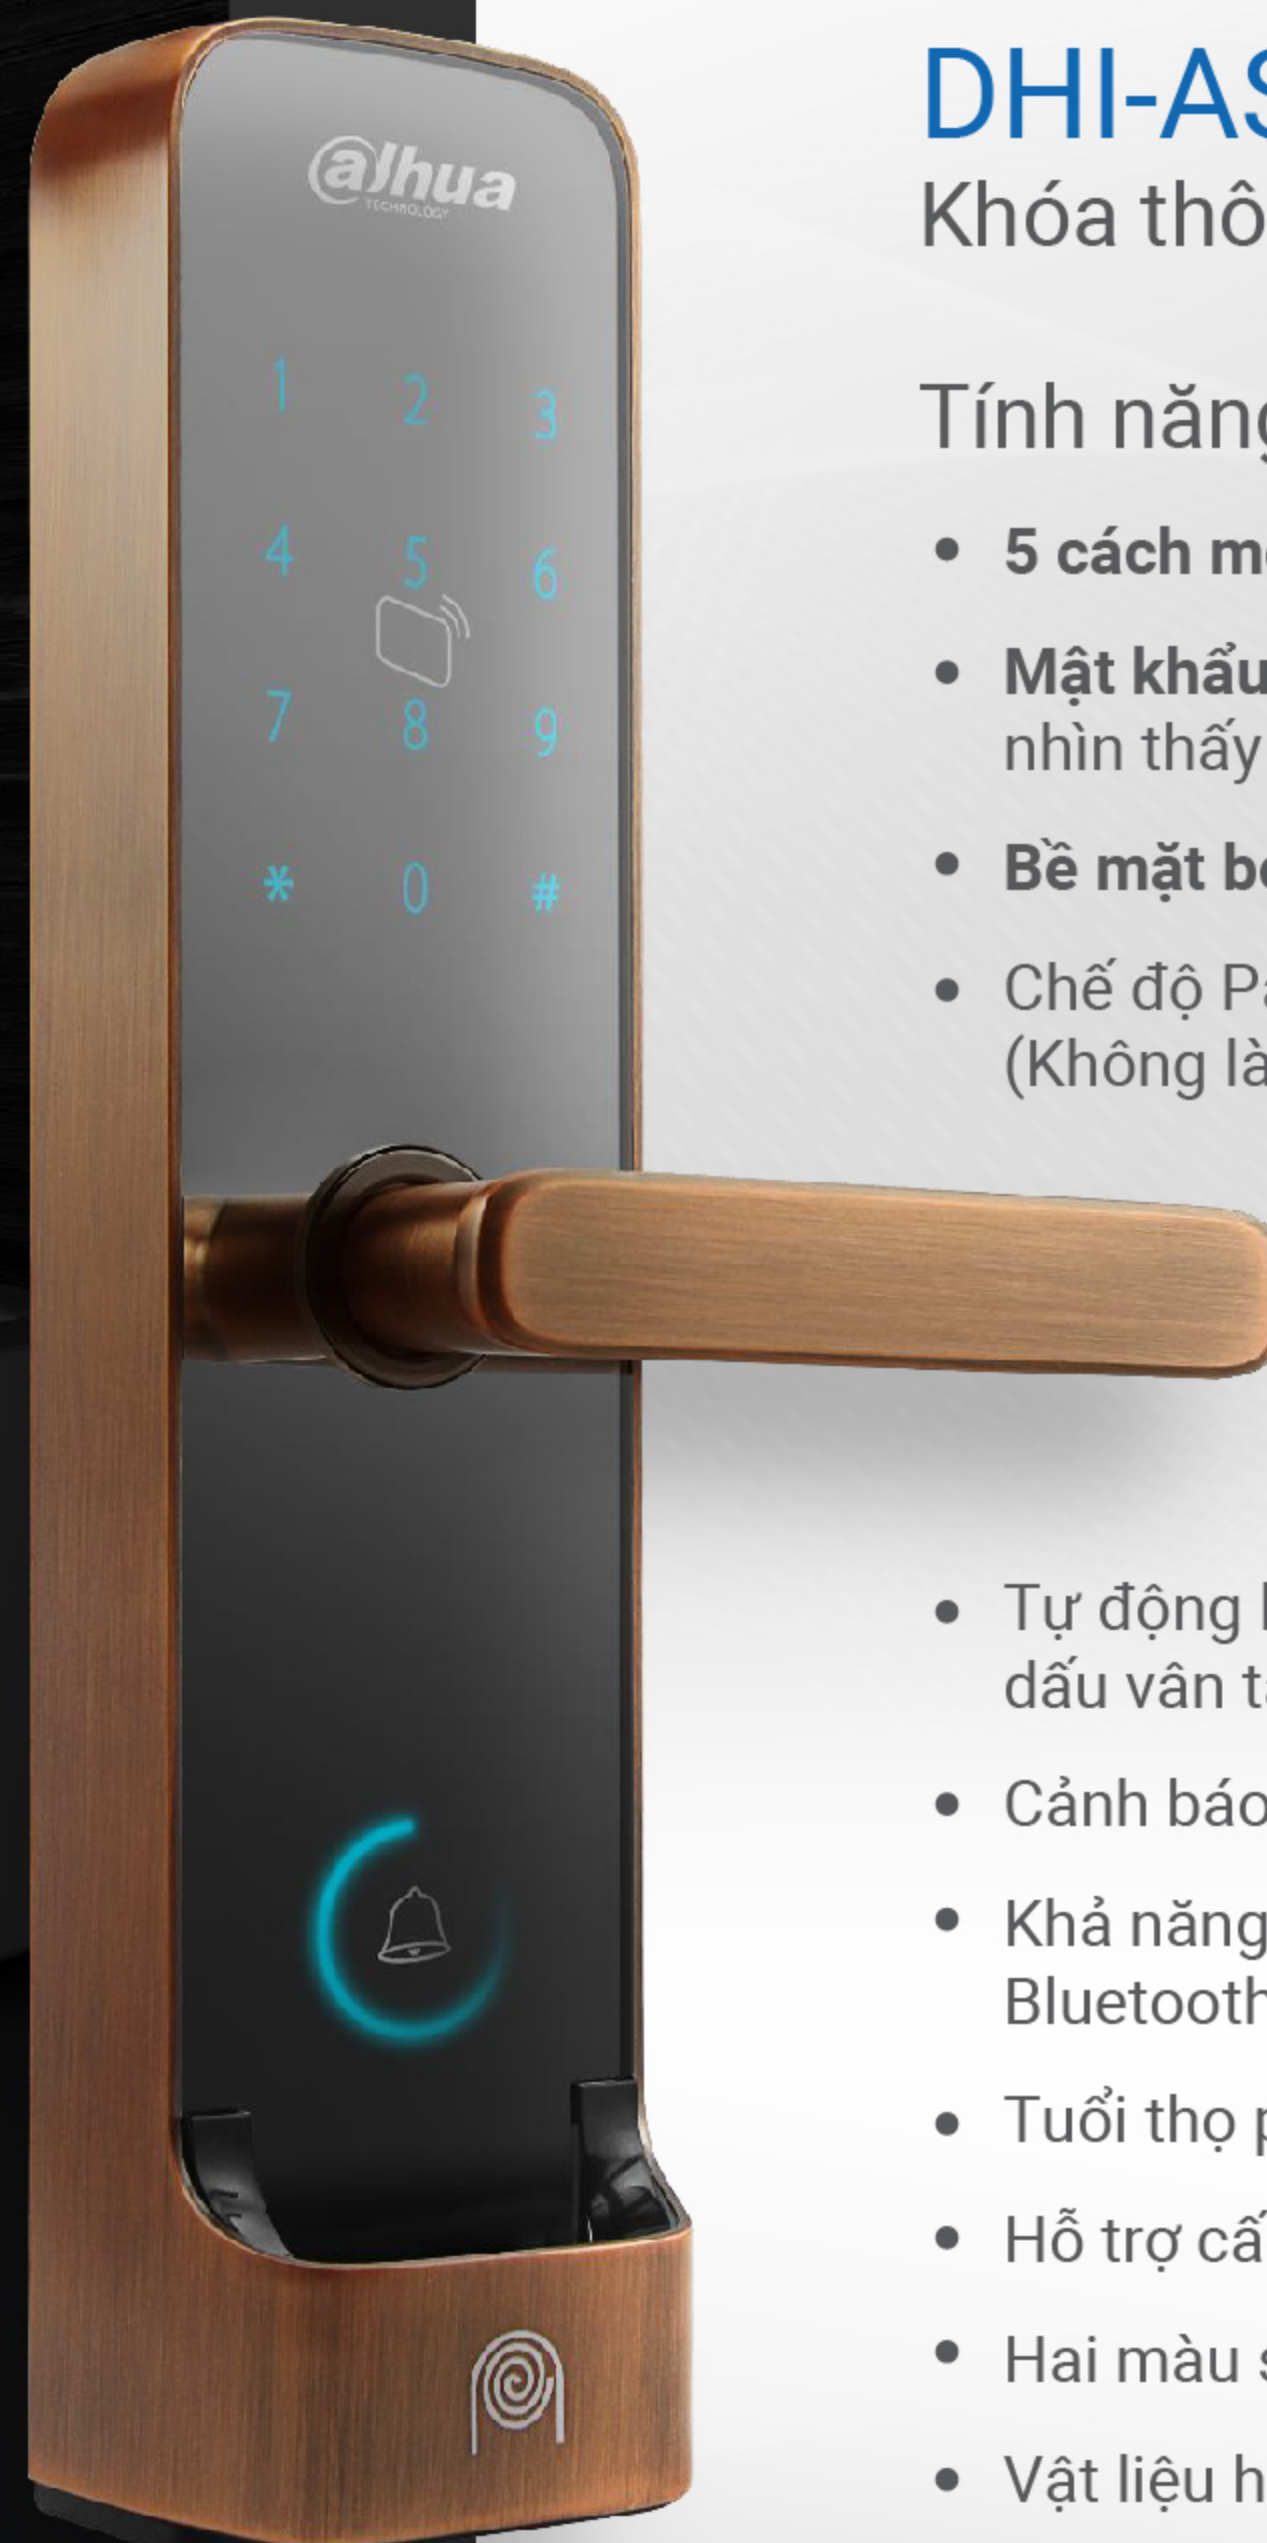 alhua
TECHNOLOGY
1 2 3
4 5 6
7 8 9
* 0 #
DHI-AS
Khóa thô
Tính năng
• 5 cách m
• Mật khẩu
nhìn thấy
• Bề mặt b
• Chế độ Pa
(Không là
• Tự động
dấu vân t
• Cảnh báo
• Khả năng
Bluetooth
• Tuổi thọ p
• Hỗ trợ cấ
• Hai màu s
• Vật liệu h